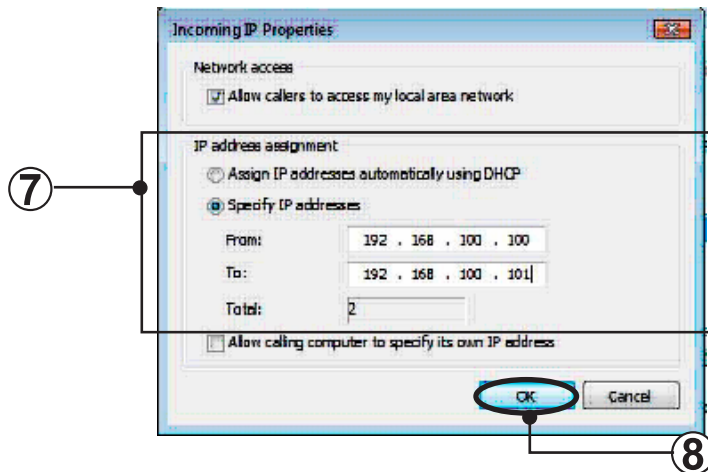 Incoming IP Properties
Network access
Allow callers to access my local area network
IP address assignment
Assign IP addresses automatically using DHCP
Specify IP addresses
From: 192 . 168 . 100 . 100
To: 192 . 168 . 100 . 101
Total: 2
Allow calling computer to specify its own IP address
OK Cancel
7
8